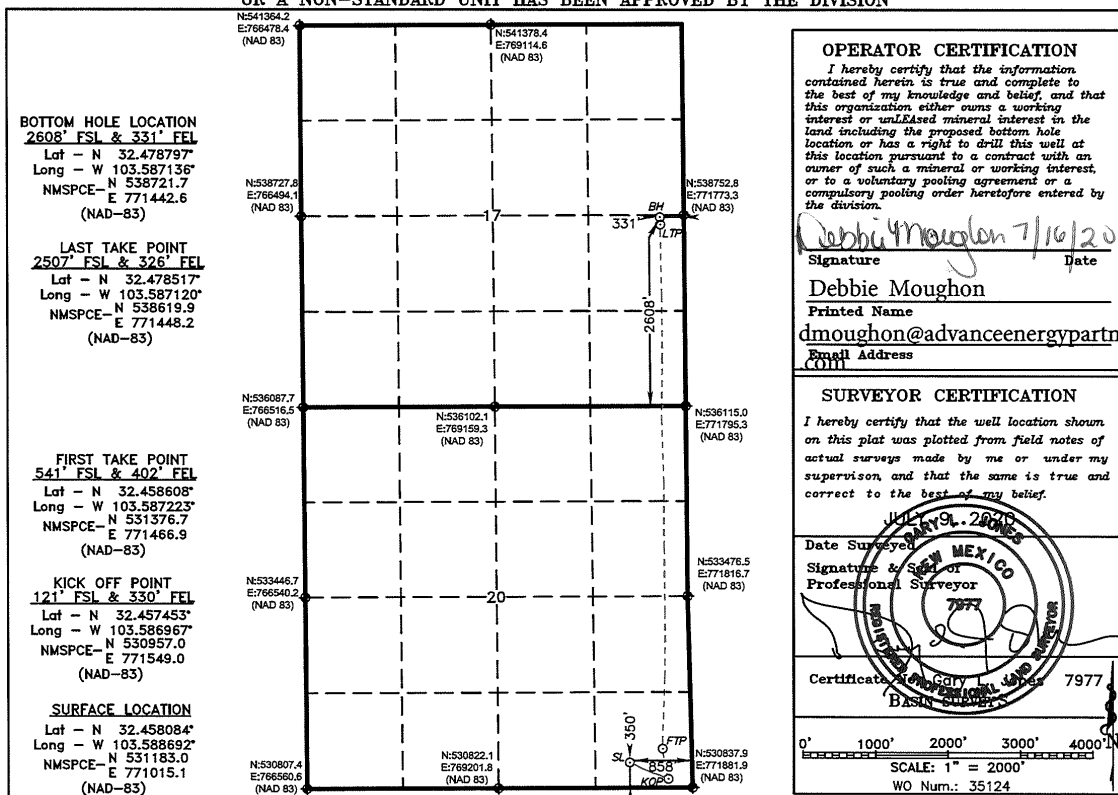 OR A NON-STANDARD UNIT HAS BEEN APPROVED BY THE DIVISION
BOTTOM HOLE LOCATION
2608' FSL & 331' FEL
Lat - N 32.478797°
Long - W 103.587136°
NMSPCE- N 538721.7
E 771442.6
(NAD-83)
LAST TAKE POINT
2507' FSL & 326' FEL
Lat - N 32.478517°
Long - W 103.587120°
NMSPCE- N 538619.9
E 771448.2
(NAD-83)
FIRST TAKE POINT
541' FSL & 402' FEL
Lat - N 32.458608°
Long - W 103.587223°
NMSPCE- N 531376.7
E 771466.9
(NAD-83)
KICK OFF POINT
121' FSL & 330' FEL
Lat - N 32.457453°
Long - W 103.586967°
NMSPCE- N 530957.0
E 771549.0
(NAD-83)
SURFACE LOCATION
Lat - N 32.458084°
Long - W 103.588692°
NMSPCE- N 531183.0
E 771015.1
(NAD-83)
N:541364.2
E:766478.4
(NAD 83)
N:541378.4
E:769114.6
(NAD 83)
N:538727.8
E:766494.1
(NAD 83)
17
N:538752.8
E:771773.3
(NAD 83)
BH
331'
LTP
2608'
N:536087.7
E:766516.5
(NAD 83)
N:536102.1
E:769159.3
(NAD 83)
N:536115.0
E:771795.3
(NAD 83)
N:533446.7
E:766540.2
(NAD 83)
20
N:533476.5
E:771816.7
(NAD 83)
350'
FTP
SL
858'
KOP
N:530807.4
E:766560.6
(NAD 83)
N:530822.1
E:769201.8
(NAD 83)
N:530837.9
E:771881.9
(NAD 83)
OPERATOR CERTIFICATION
I hereby certify that the information
contained herein is true and complete to
the best of my knowledge and belief, and that
this organization either owns a working
interest or unLEAsed mineral interest in the
land including the proposed bottom hole
location or has a right to drill this well at
this location pursuant to a contract with an
owner of such a mineral or working interest,
or to a voluntary pooling agreement or a
compulsory pooling order heretofore entered by
the division.
Debbie Moughon 7/16/20
Signature Date
Debbie Moughon
Printed Name
dmoughon@advanceenergypartn
.com
Email Address
SURVEYOR CERTIFICATION
I hereby certify that the well location shown
on this plat was plotted from field notes of
actual surveys made by me or under my
supervison, and that the same is true and
correct to the best of my belief.
JULY 9, 2020
Date Surveyed
Signature & Seal of
Professional Surveyor
GARY L. JONES
NEW MEXICO
7977
REGISTERED PROFESSIONAL LAND SURVEYOR
Certificate No. Gary L. Jones 7977
BASIN SURVEYS
0' 1000' 2000' 3000' 4000'
SCALE: 1" = 2000'
WO Num.: 35124